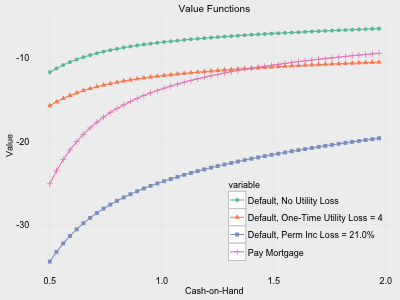 Value Functions
-10
-20
-30
Value
0.5 1.0 1.5 2.0
Cash-on-Hand
variable
Default, No Utility Loss
Default, One-Time Utility Loss = 4
Default, Perm Inc Loss = 21.0%
Pay Mortgage